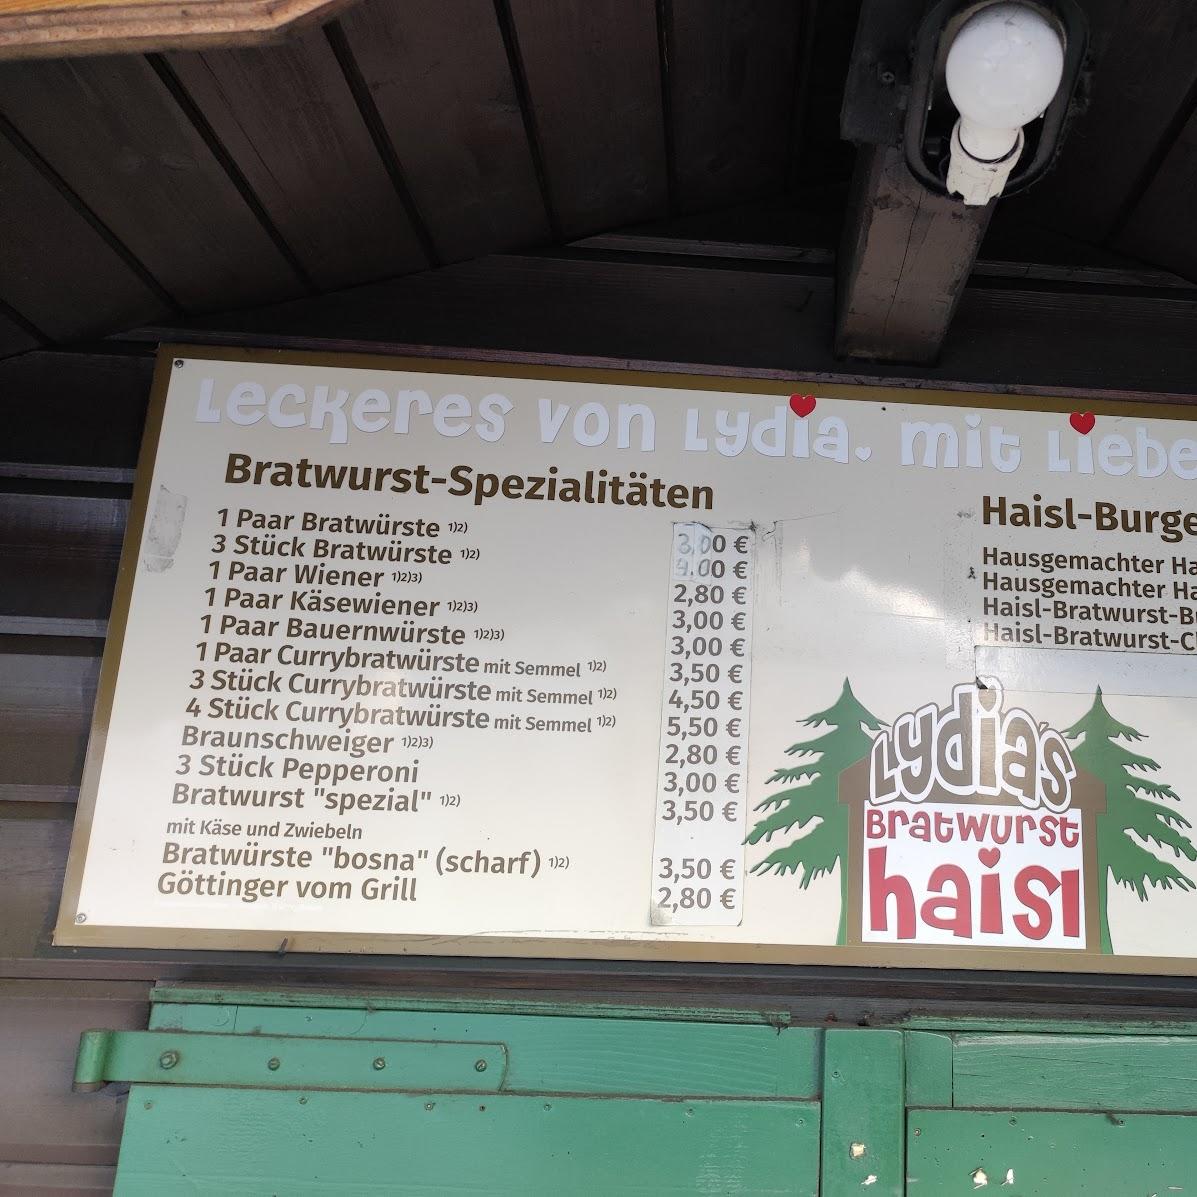 Leckeres von Lydia. mit Liebe
Bratwurst-Spezialitäten
1 Paar Bratwürste 1)2) 3,00 €
3 Stück Bratwürste 1)2) 4,00 €
1 Paar Wiener 1)2)3) 2,80 €
1 Paar Käsewiener 1)2)3) 3,00 €
1 Paar Bauernwürste 1)2)3) 3,00 €
1 Paar Currybratwürste mit Semmel 1)2) 3,50 €
3 Stück Currybratwürste mit Semmel 1)2) 4,50 €
4 Stück Currybratwürste mit Semmel 1)2) 5,50 €
Braunschweiger 1)2)3) 2,80 €
3 Stück Pepperoni 3,00 €
Bratwurst "spezial" 1)2) 3,50 €
mit Käse und Zwiebeln
Bratwürste "bosna" (scharf) 1)2) 3,50 €
Göttinger vom Grill 2,80 €
Haisl-Burge
Hausgemachter Ha
Hausgemachter Ha
Haisl-Bratwurst-Bu
Haisl-Bratwurst-Ch
Lydia's
Bratwurst
haisl